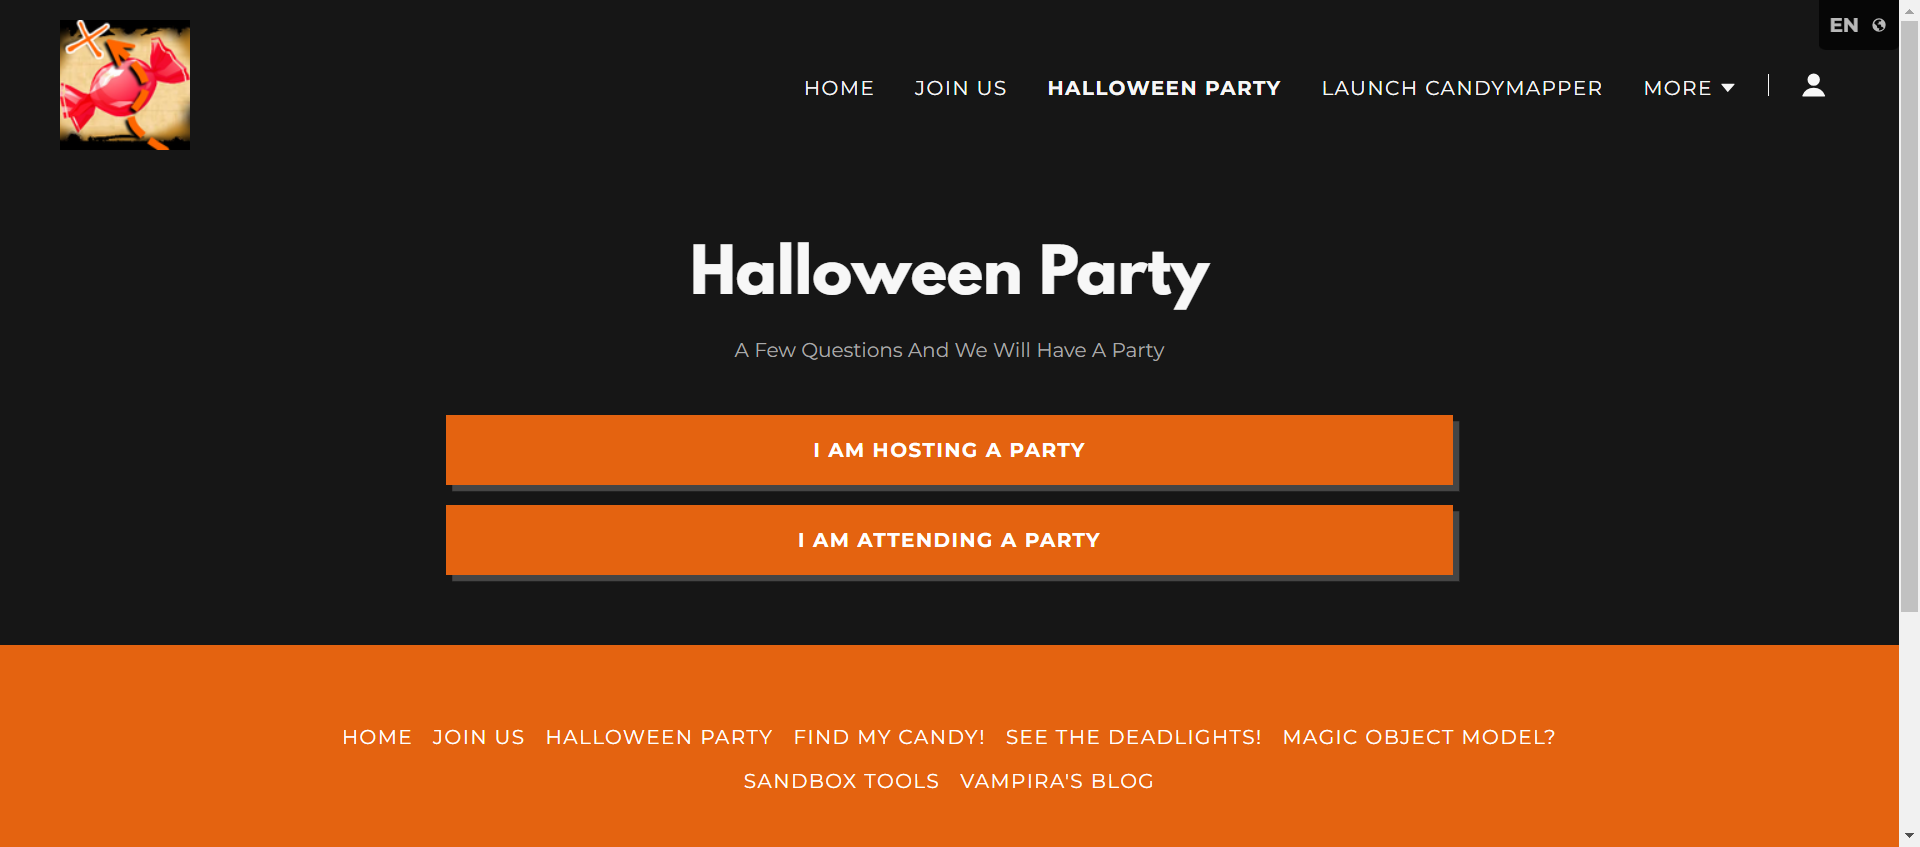 EN
HOME JOIN US HALLOWEEN PARTY LAUNCH CANDYMAPPER MORE
Halloween Party
A Few Questions And We Will Have A Party
I AM HOSTING A PARTY
I AM ATTENDING A PARTY
HOME JOIN US HALLOWEEN PARTY FIND MY CANDY! SEE THE DEADLIGHTS! MAGIC OBJECT MODEL?
SANDBOX TOOLS VAMPIRA'S BLOG